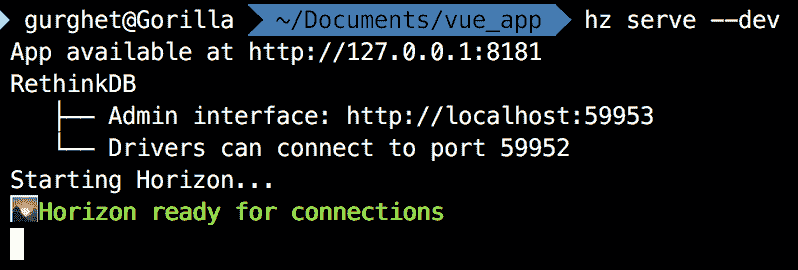 gurghet@Gorilla ~/Documents/vue_app hz serve --dev
App available at http://127.0.0.1:8181
RethinkDB
├── Admin interface: http://localhost:59953
└── Drivers can connect to port 59952
Starting Horizon...
Horizon ready for connections